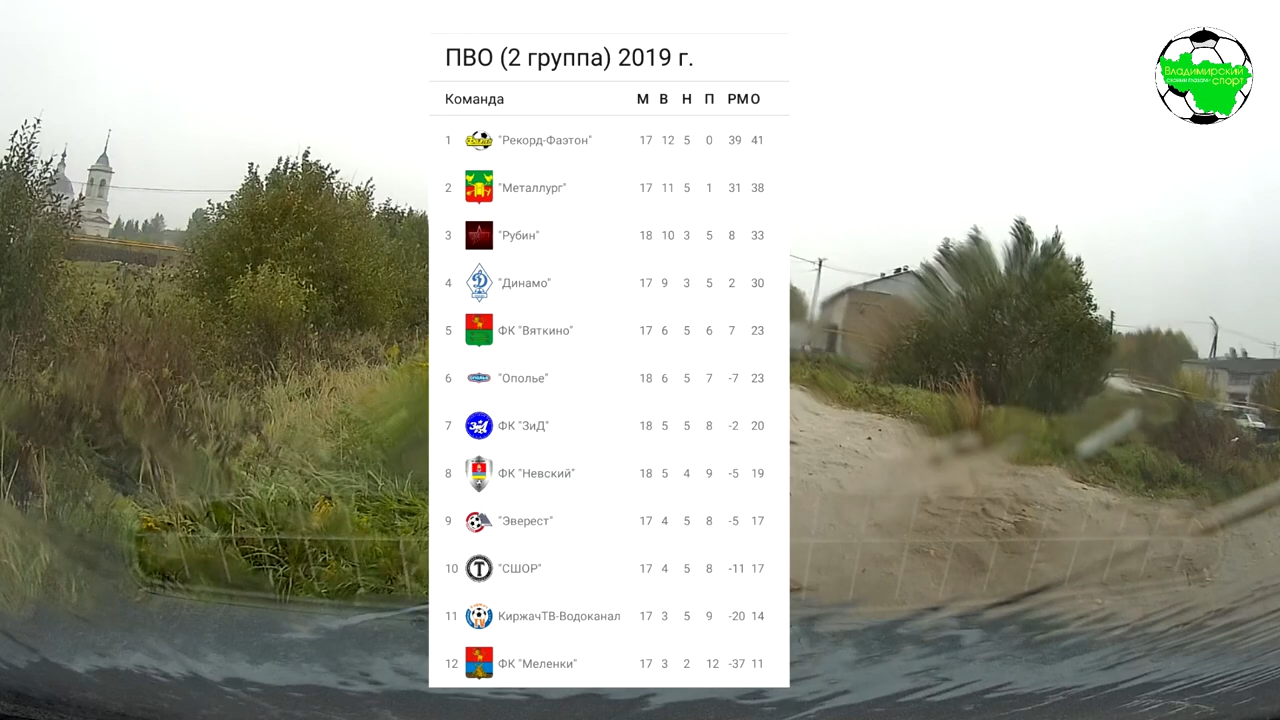 ПВО (2 группа) 2019 г.
Команда М В Н П РМ О
1 "Рекорд-Фаэтон" 17 12 5 0 39 41
2 "Металлург" 17 11 5 1 31 38
3 "Рубин" 18 10 3 5 8 33
4 "Динамо" 17 9 3 5 2 30
5 ФК "Вяткино" 17 6 5 6 7 23
6 "Ополье" 18 6 5 7 -7 23
7 ФК "ЗиД" 18 5 5 8 -2 20
8 ФК "Невский" 18 5 4 9 -5 19
9 "Эверест" 17 4 5 8 -5 17
10 "СШОР" 17 4 5 8 -11 17
11 КиржачТВ-Водоканал 17 3 5 9 -20 14
12 ФК "Меленки" 17 3 2 12 -37 11
Владимирский
СВОИМИ ГЛАЗАМИ
спорт
ОПОЛЬЕ
ЗиД
Т